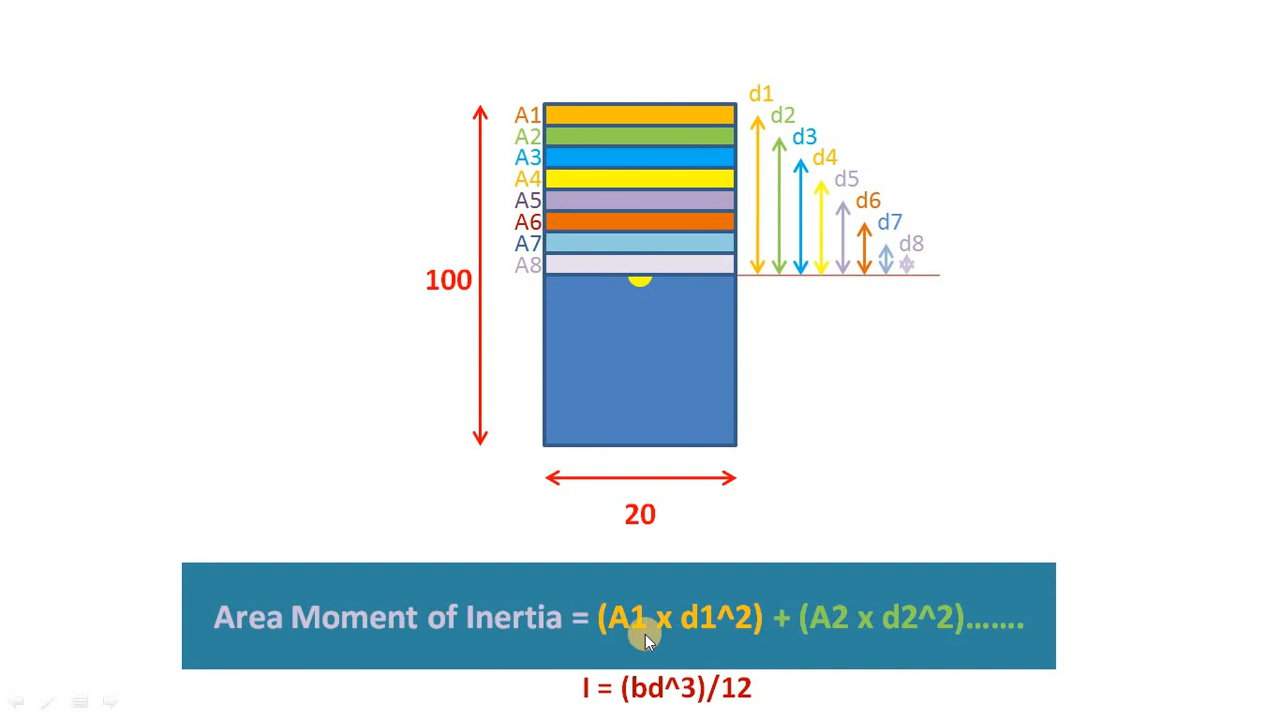 d1
A1
d2
A2
d3
A3
d4
A4
d5
A5
d6
A6
d7
A7
d8
A8
100
20
Area Moment of Inertia = (A1 x d1^2) + (A2 x d2^2)…….
I = (bd^3)/12